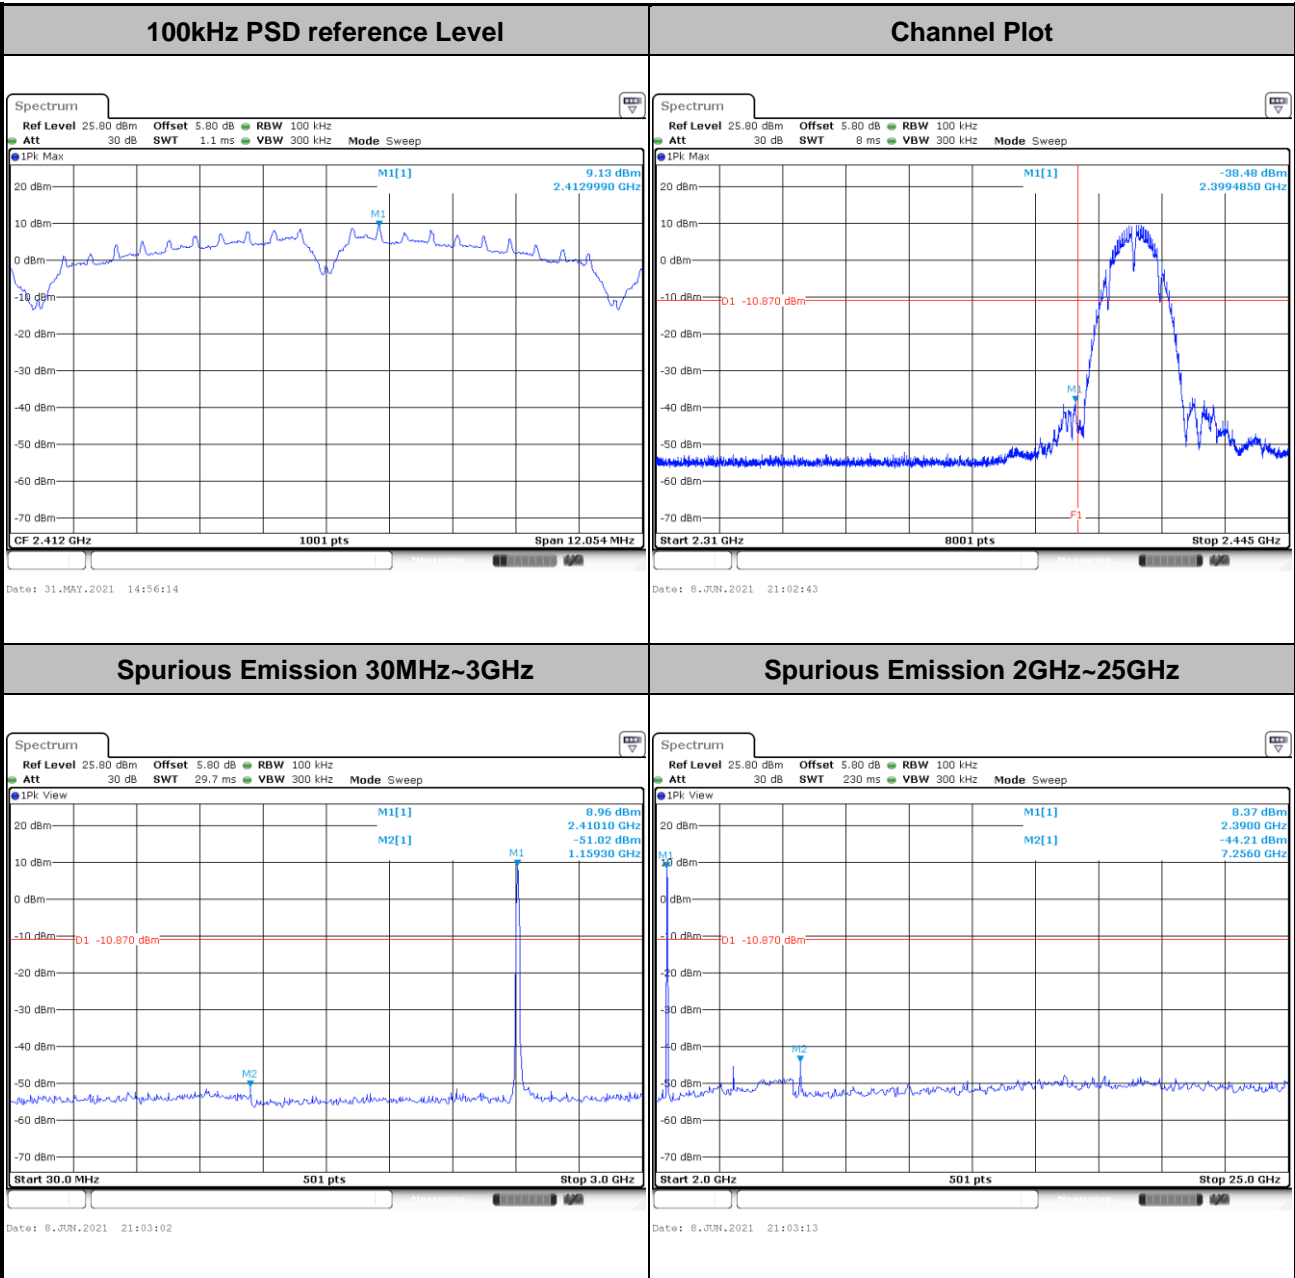 100kHz PSD reference Level
Channel Plot
Spectrum
Ref Level 25.80 dBm Offset 5.80 dB RBW 100 kHz
Att 30 dB SWT 1.1 ms VBW 300 kHz Mode Sweep
1Pk Max
M1[1] 9.13 dBm
2.4129990 GHz
20 dBm
M1
10 dBm
0 dBm
-10 dBm
-20 dBm
-30 dBm
-40 dBm
-50 dBm
-60 dBm
-70 dBm
CF 2.412 GHz 1001 pts Span 12.054 MHz
Date: 31.MAY.2021 14:56:14
Spectrum
Ref Level 25.80 dBm Offset 5.80 dB RBW 100 kHz
Att 30 dB SWT 8 ms VBW 300 kHz Mode Sweep
1Pk Max
M1[1] -38.48 dBm
2.3994850 GHz
20 dBm
10 dBm
0 dBm
-10 dBm
D1 -10.870 dBm
-20 dBm
-30 dBm
M1
-40 dBm
-50 dBm
-60 dBm
-70 dBm
F1
Start 2.31 GHz 8001 pts Stop 2.445 GHz
Date: 8.JUN.2021 21:02:43
Spurious Emission 30MHz~3GHz
Spurious Emission 2GHz~25GHz
Spectrum
Ref Level 25.80 dBm Offset 5.80 dB RBW 100 kHz
Att 30 dB SWT 29.7 ms VBW 300 kHz Mode Sweep
1Pk View
M1[1] 8.96 dBm
2.41010 GHz
20 dBm
M2[1] -51.02 dBm
1.15930 GHz
M1
10 dBm
0 dBm
-10 dBm
D1 -10.870 dBm
-20 dBm
-30 dBm
-40 dBm
M2
-50 dBm
-60 dBm
-70 dBm
Start 30.0 MHz 501 pts Stop 3.0 GHz
Date: 8.JUN.2021 21:03:02
Spectrum
Ref Level 25.80 dBm Offset 5.80 dB RBW 100 kHz
Att 30 dB SWT 230 ms VBW 300 kHz Mode Sweep
1Pk View
M1[1] 8.37 dBm
2.3900 GHz
20 dBm
M2[1] -44.21 dBm
7.2560 GHz
M1
10 dBm
0 dBm
-10 dBm
D1 -10.870 dBm
-20 dBm
-30 dBm
-40 dBm
M2
-50 dBm
-60 dBm
-70 dBm
Start 2.0 GHz 501 pts Stop 25.0 GHz
Date: 8.JUN.2021 21:03:13